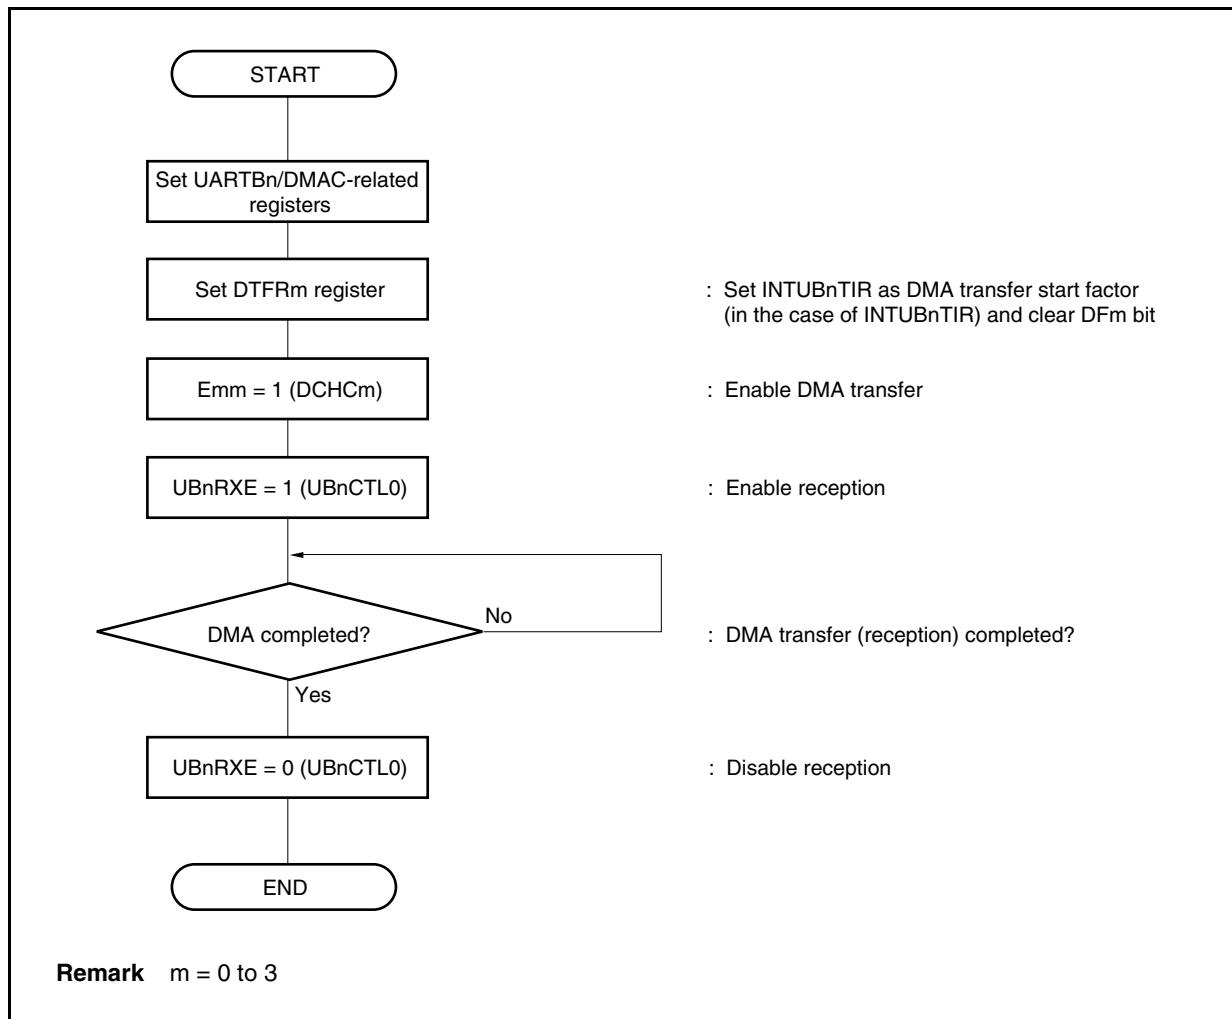 START
Set UARTBn/DMAC-related
registers
Set DTFRm register
: Set INTUBnTIR as DMA transfer start factor
(in the case of INTUBnTIR) and clear DFm bit
Emm = 1 (DCHCm)
: Enable DMA transfer
UBnRXE = 1 (UBnCTL0)
: Enable reception
DMA completed?
No
: DMA transfer (reception) completed?
Yes
UBnRXE = 0 (UBnCTL0)
: Disable reception
END
Remark m = 0 to 3